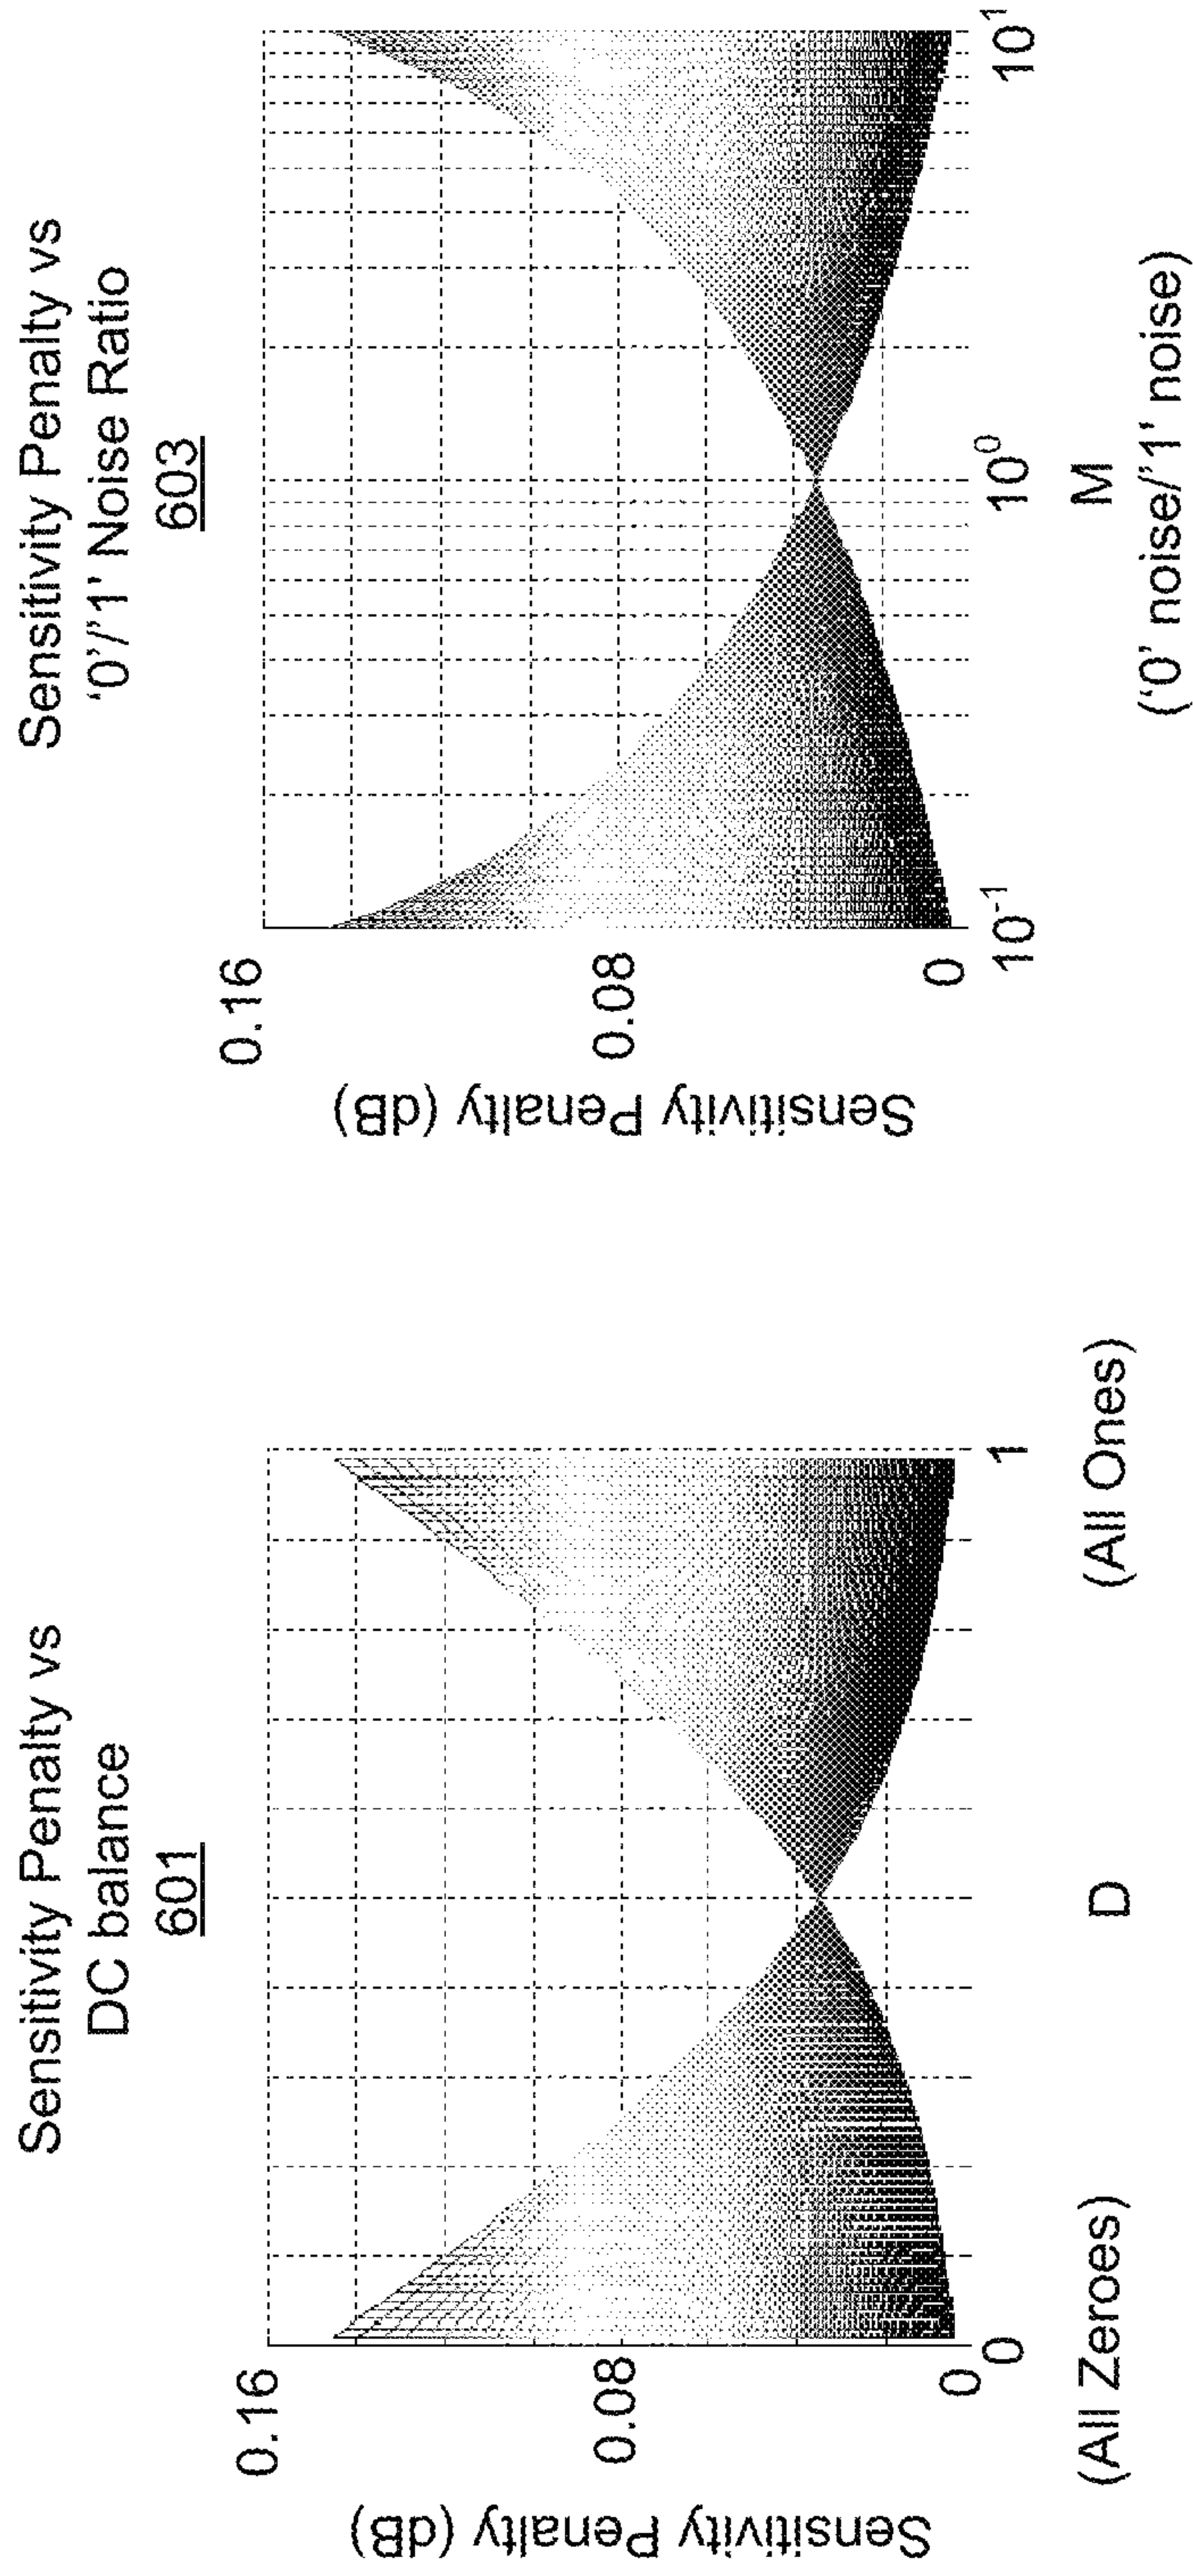 Sensitivity Penalty vs
DC balance
601
Sensitivity Penalty (dB)
0.16
0.08
0
0
1
(All Zeroes)
D
(All Ones)
Sensitivity Penalty vs
‘0’/’1' Noise Ratio
603
Sensitivity Penalty (dB)
0.16
0.08
0
10⁻¹
10⁰
10¹
M
(‘0’ noise/’1' noise)